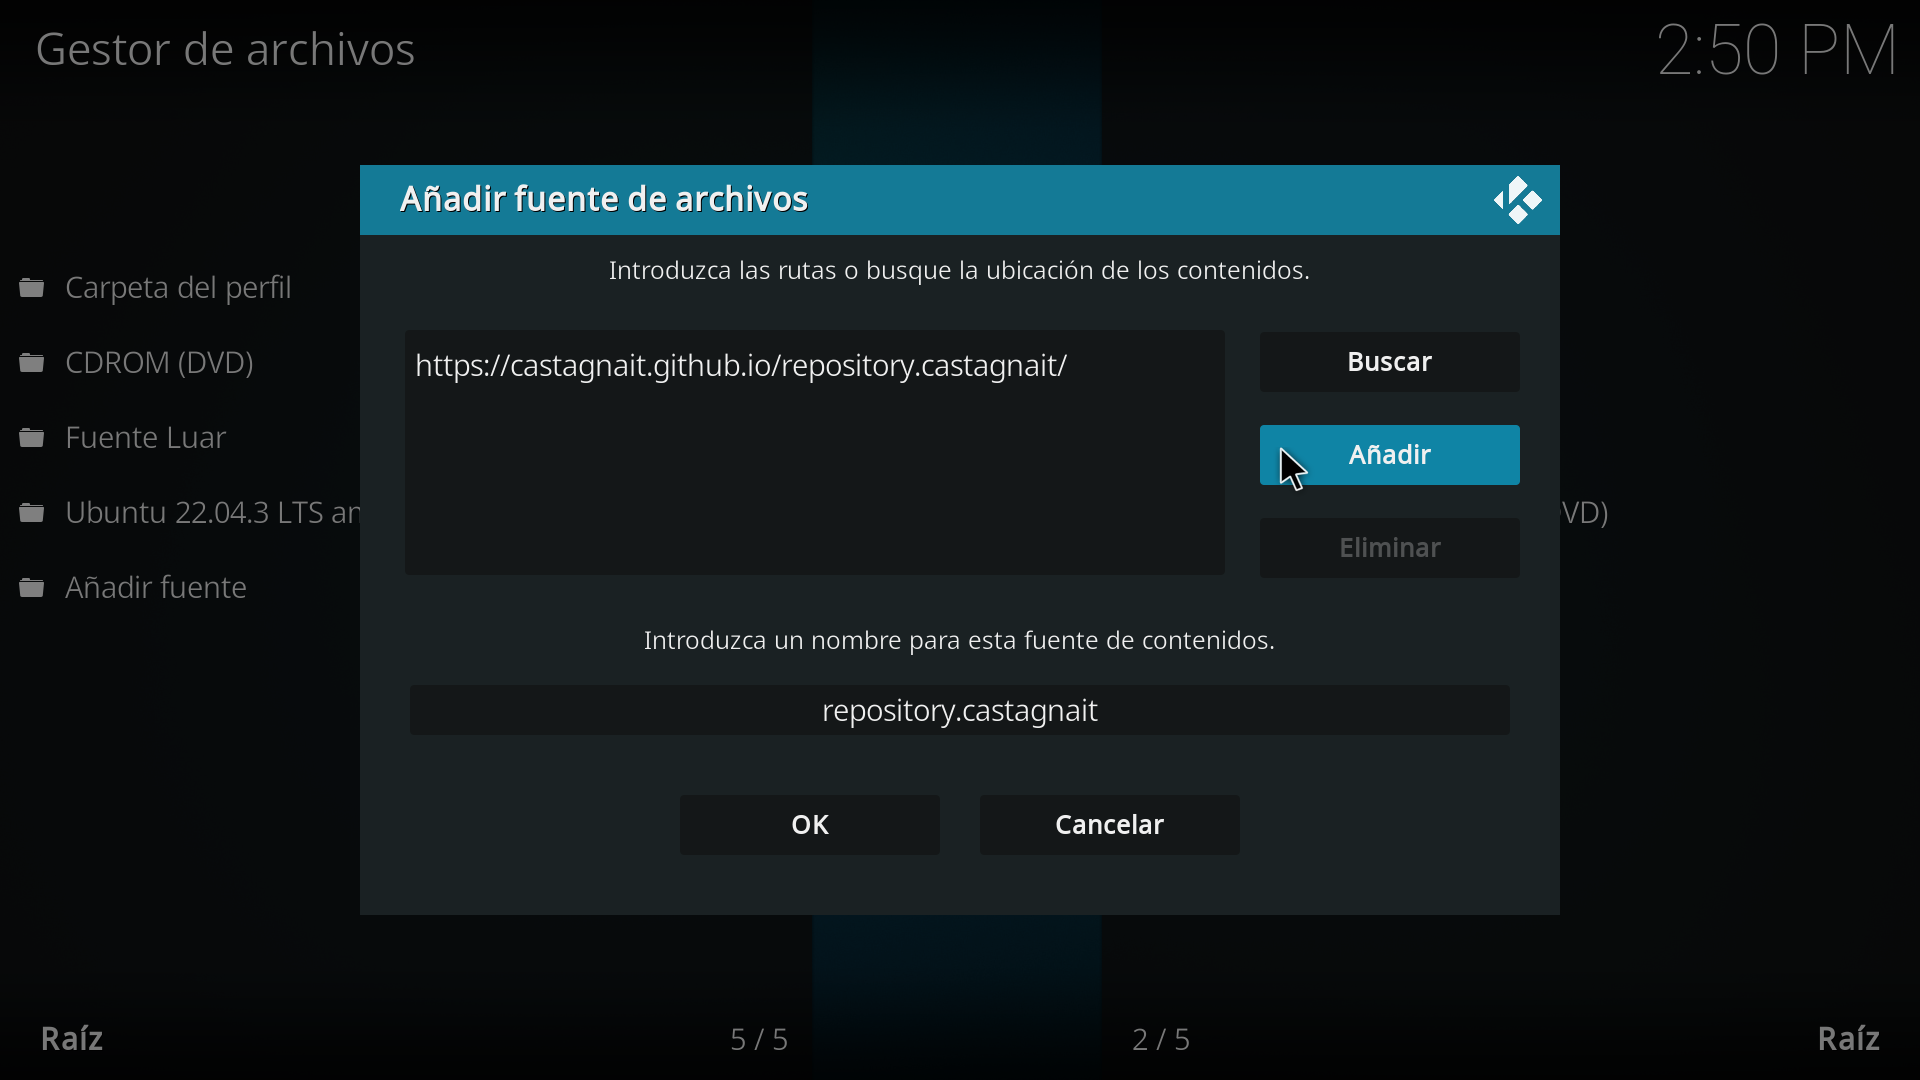 Gestor de archivos
2:50 PM
Añadir fuente de archivos
Introduzca las rutas o busque la ubicación de los contenidos.
Carpeta del perfil
CDROM (DVD)
Fuente Luar
Ubuntu 22.04.3 LTS
VD)
Añadir fuente
https://castagnait.github.io/repository.castagnait/
Buscar
Añadir
Eliminar
Introduzca un nombre para esta fuente de contenidos.
repository.castagnait
OK
Cancelar
Raíz
5 / 5
2 / 5
Raíz